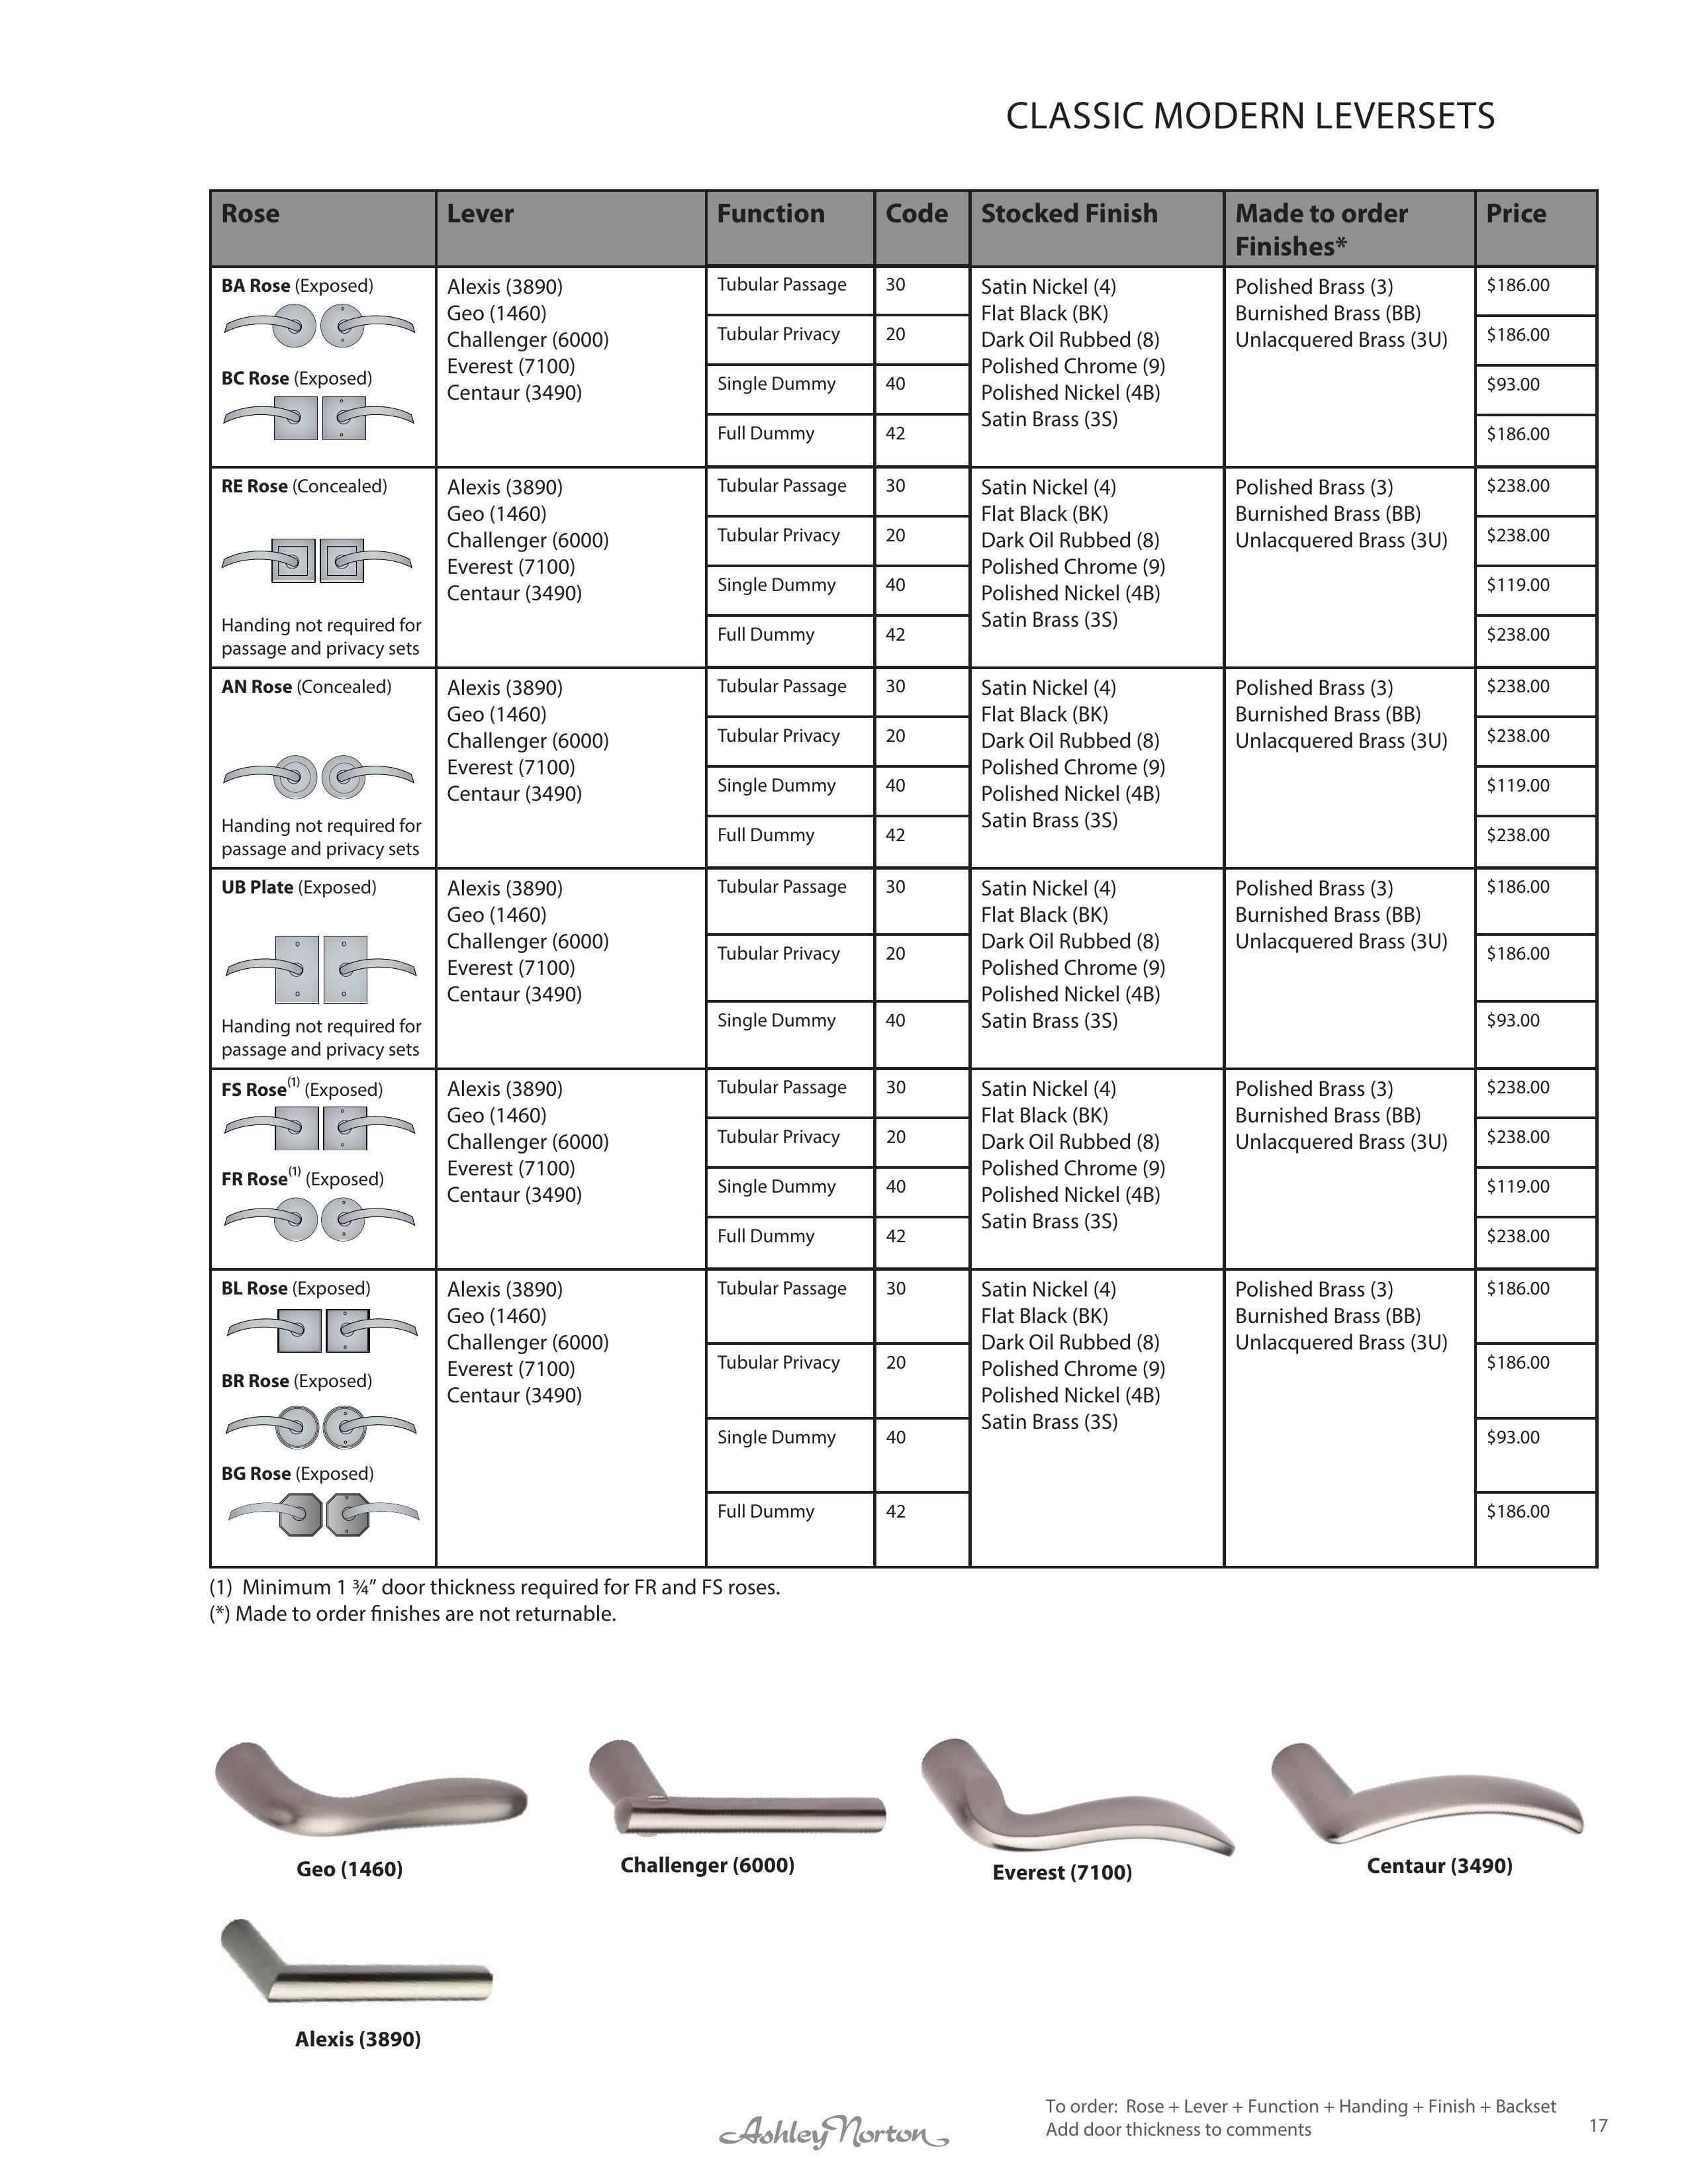 CLASSIC MODERN LEVERSETS
Rose
Lever
Function
Code
Stocked Finish
Made to order
Finishes*
Price
BA Rose (Exposed)
BC Rose (Exposed)
Alexis (3890)
Geo (1460)
Challenger (6000)
Everest (7100)
Centaur (3490)
Tubular Passage 30
Tubular Privacy 20
Single Dummy 40
Full Dummy 42
Satin Nickel (4)
Flat Black (BK)
Dark Oil Rubbed (8)
Polished Chrome (9)
Polished Nickel (4B)
Satin Brass (3S)
Polished Brass (3)
Burnished Brass (BB)
Unlacquered Brass (3U)
$186.00
$186.00
$93.00
$186.00
RE Rose (Concealed)
Handing not required for
passage and privacy sets
Alexis (3890)
Geo (1460)
Challenger (6000)
Everest (7100)
Centaur (3490)
Tubular Passage 30
Tubular Privacy 20
Single Dummy 40
Full Dummy 42
Satin Nickel (4)
Flat Black (BK)
Dark Oil Rubbed (8)
Polished Chrome (9)
Polished Nickel (4B)
Satin Brass (3S)
Polished Brass (3)
Burnished Brass (BB)
Unlacquered Brass (3U)
$238.00
$238.00
$119.00
$238.00
AN Rose (Concealed)
Handing not required for
passage and privacy sets
Alexis (3890)
Geo (1460)
Challenger (6000)
Everest (7100)
Centaur (3490)
Tubular Passage 30
Tubular Privacy 20
Single Dummy 40
Full Dummy 42
Satin Nickel (4)
Flat Black (BK)
Dark Oil Rubbed (8)
Polished Chrome (9)
Polished Nickel (4B)
Satin Brass (3S)
Polished Brass (3)
Burnished Brass (BB)
Unlacquered Brass (3U)
$238.00
$238.00
$119.00
$238.00
UB Plate (Exposed)
Handing not required for
passage and privacy sets
Alexis (3890)
Geo (1460)
Challenger (6000)
Everest (7100)
Centaur (3490)
Tubular Passage 30
Tubular Privacy 20
Single Dummy 40
Satin Nickel (4)
Flat Black (BK)
Dark Oil Rubbed (8)
Polished Chrome (9)
Polished Nickel (4B)
Satin Brass (3S)
Polished Brass (3)
Burnished Brass (BB)
Unlacquered Brass (3U)
$186.00
$186.00
$93.00
FS Rose(1) (Exposed)
FR Rose(1) (Exposed)
Alexis (3890)
Geo (1460)
Challenger (6000)
Everest (7100)
Centaur (3490)
Tubular Passage 30
Tubular Privacy 20
Single Dummy 40
Full Dummy 42
Satin Nickel (4)
Flat Black (BK)
Dark Oil Rubbed (8)
Polished Chrome (9)
Polished Nickel (4B)
Satin Brass (3S)
Polished Brass (3)
Burnished Brass (BB)
Unlacquered Brass (3U)
$238.00
$238.00
$119.00
$238.00
BL Rose (Exposed)
BR Rose (Exposed)
BG Rose (Exposed)
Alexis (3890)
Geo (1460)
Challenger (6000)
Everest (7100)
Centaur (3490)
Tubular Passage 30
Tubular Privacy 20
Single Dummy 40
Full Dummy 42
Satin Nickel (4)
Flat Black (BK)
Dark Oil Rubbed (8)
Polished Chrome (9)
Polished Nickel (4B)
Satin Brass (3S)
Polished Brass (3)
Burnished Brass (BB)
Unlacquered Brass (3U)
$186.00
$186.00
$93.00
$186.00
(1) Minimum 1 ¾” door thickness required for FR and FS roses.
(*) Made to order finishes are not returnable.
Geo (1460)
Challenger (6000)
Everest (7100)
Centaur (3490)
Alexis (3890)
Ashley Norton
To order: Rose + Lever + Function + Handing + Finish + Backset
Add door thickness to comments
17